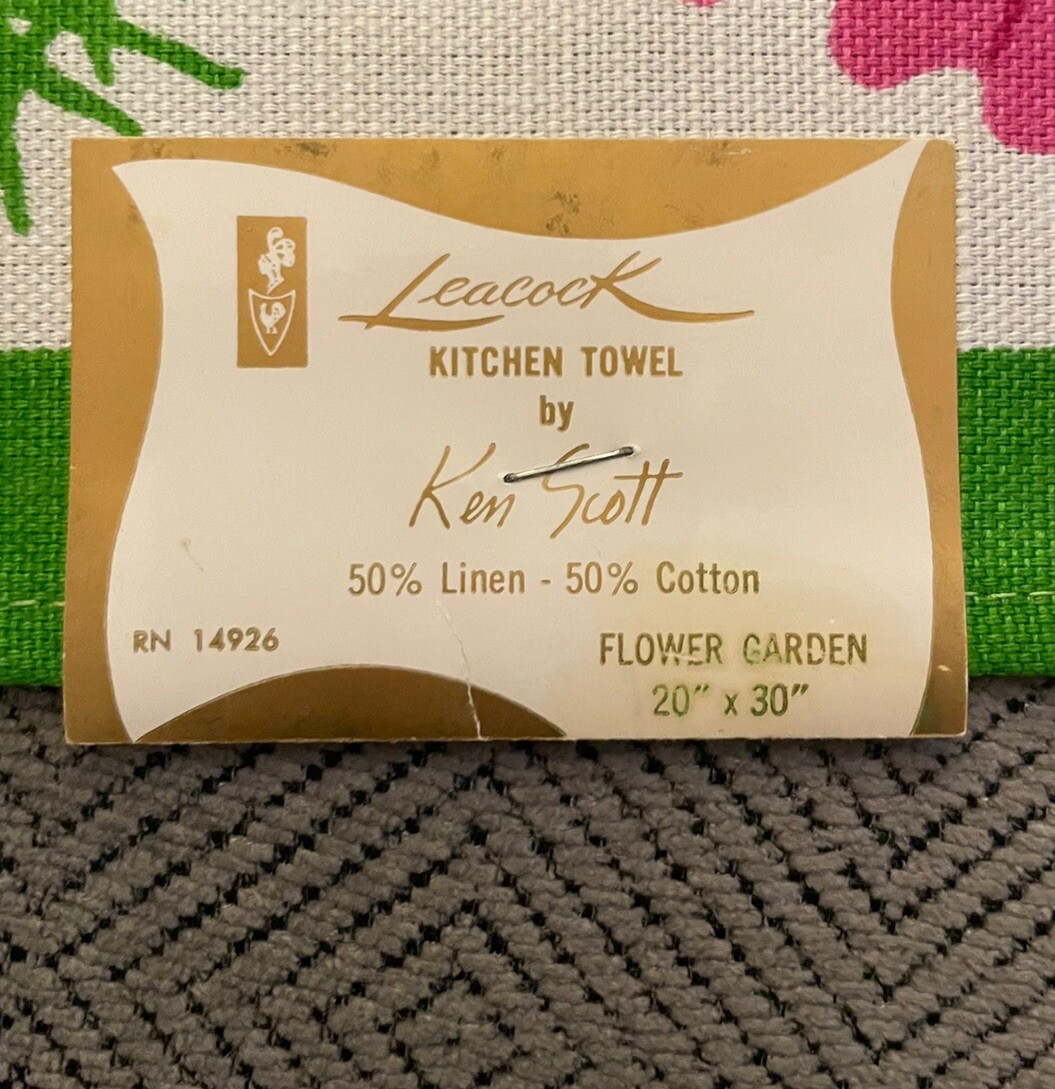 Leacock
KITCHEN TOWEL
by
Ken Scott
50% Linen - 50% Cotton
RN 14926
FLOWER GARDEN
20" x 30"